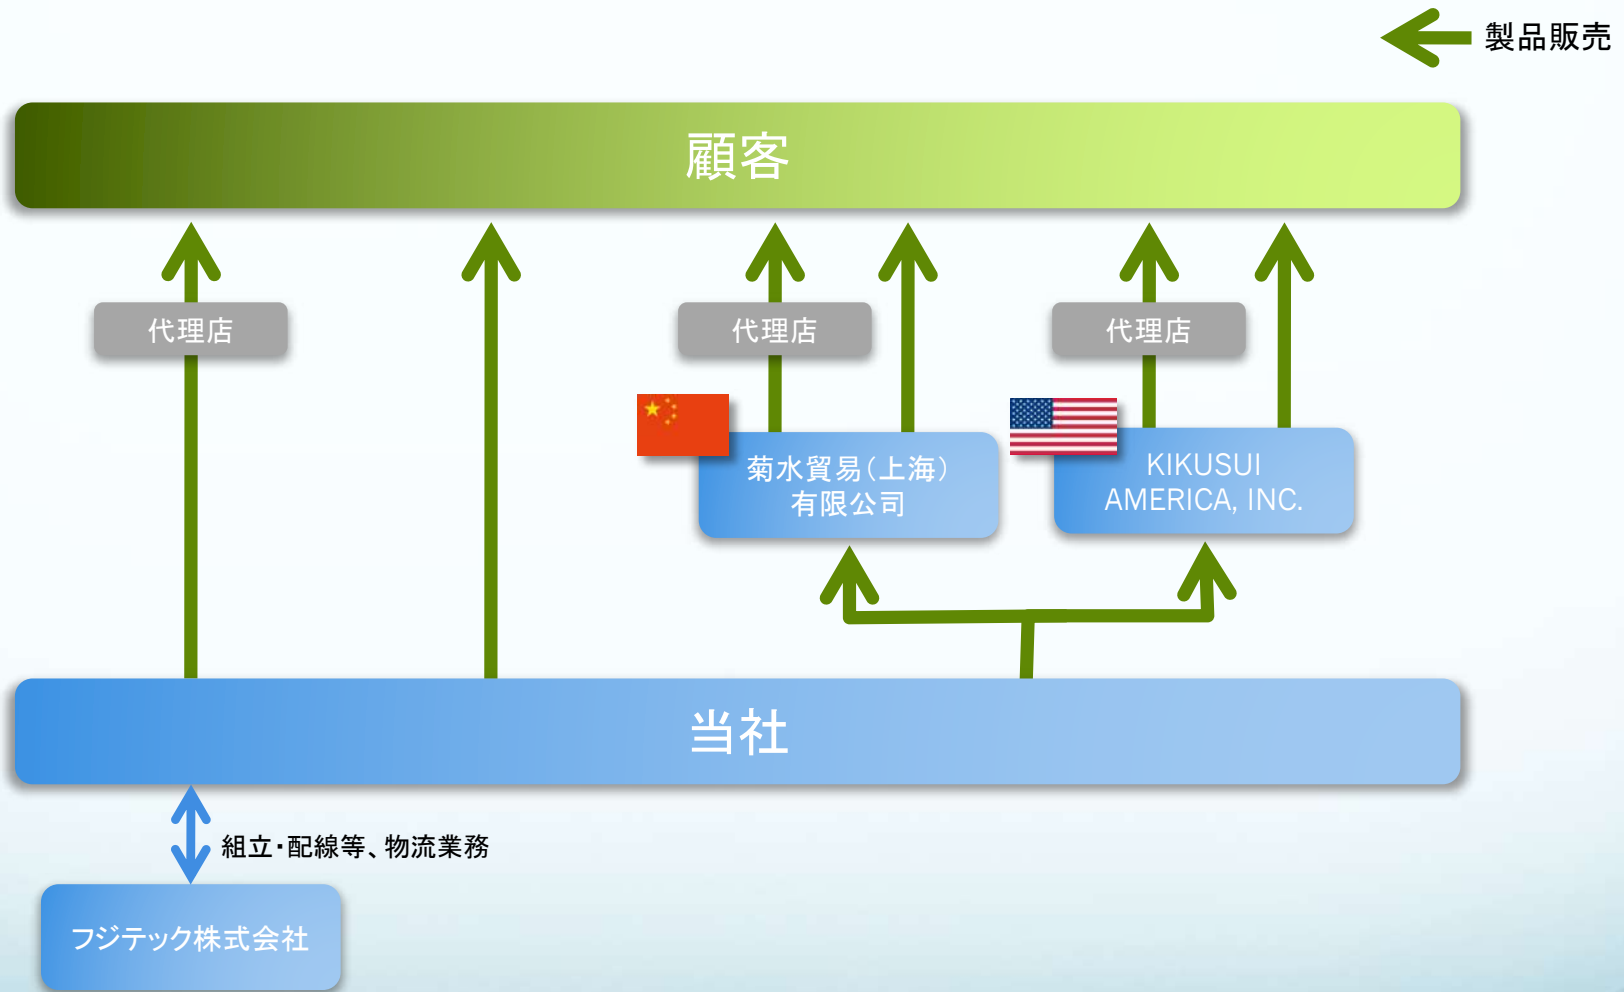 製品販売
顧客
代理店
代理店
代理店
菊水貿易（上海）
有限公司
KIKUSUI
AMERICA, INC.
当社
組立・配線等、物流業務
フジテック株式会社